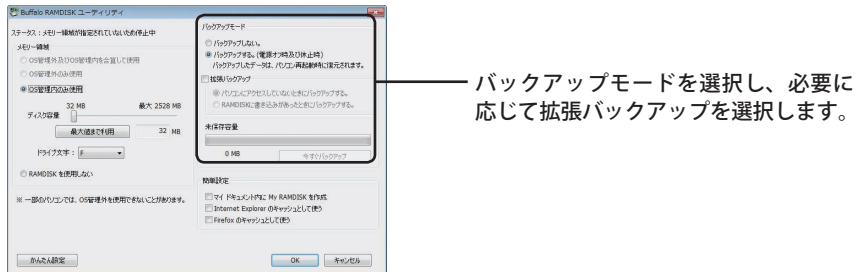 Buffalo RAMDISK ユーティリティ
ステータス：メモリー領域が指定されていないため停止中
メモリー領域
OS管理外及びOS管理内を合算して使用
OS管理外のみ使用
OS管理内のみ使用
32 MB
最大 2528 MB
ディスク容量
最大値まで利用
32 MB
ドライブ文字： F
RAMDISK を使用しない
※ 一部のパソコンでは、OS管理外を使用できないことがあります。
かんたん設定
バックアップモード
バックアップしない。
バックアップする。(電源オフ時及び休止時)
バックアップしたデータは、パソコン再起動時に復元されます。
拡張バックアップ
パソコンにアクセスしていないときにバックアップする。
RAMDISKに書き込みがあったときにバックアップする。
未保存容量
0 MB
今すぐバックアップ
簡単設定
マイ ドキュメント内に My RAMDISK を作成
Internet Explorer のキャッシュとして使う
Firefox のキャッシュとして使う
OK
キャンセル
バックアップモードを選択し、必要に
応じて拡張バックアップを選択します。